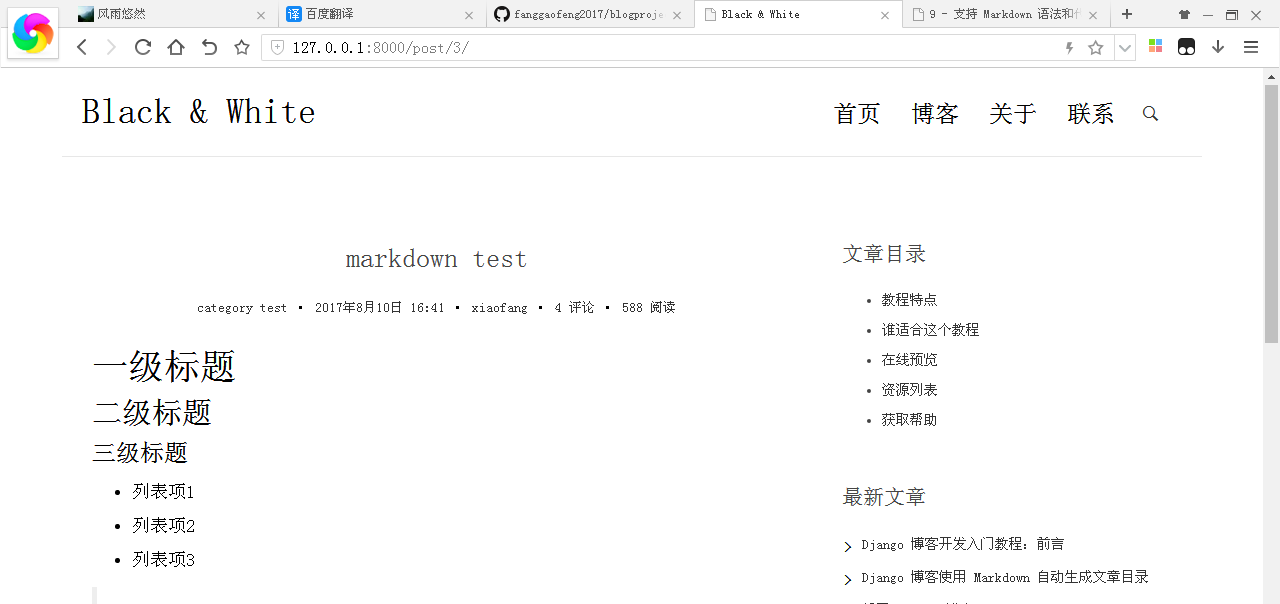 风雨悠然
百度翻译
fanggaofeng2017/blogproje
Black & White
9 - 支持 Markdown 语法和
127.0.0.1:8000/post/3/
Black & White
首页 博客 关于 联系
markdown test
category test • 2017年8月10日 16:41 • xiaofang • 4 评论 • 588 阅读
一级标题
二级标题
三级标题
• 列表项1
• 列表项2
• 列表项3
文章目录
• 教程特点
• 谁适合这个教程
• 在线预览
• 资源列表
• 获取帮助
最新文章
Django 博客开发入门教程：前言
Django 博客使用 Markdown 自动生成文章目录